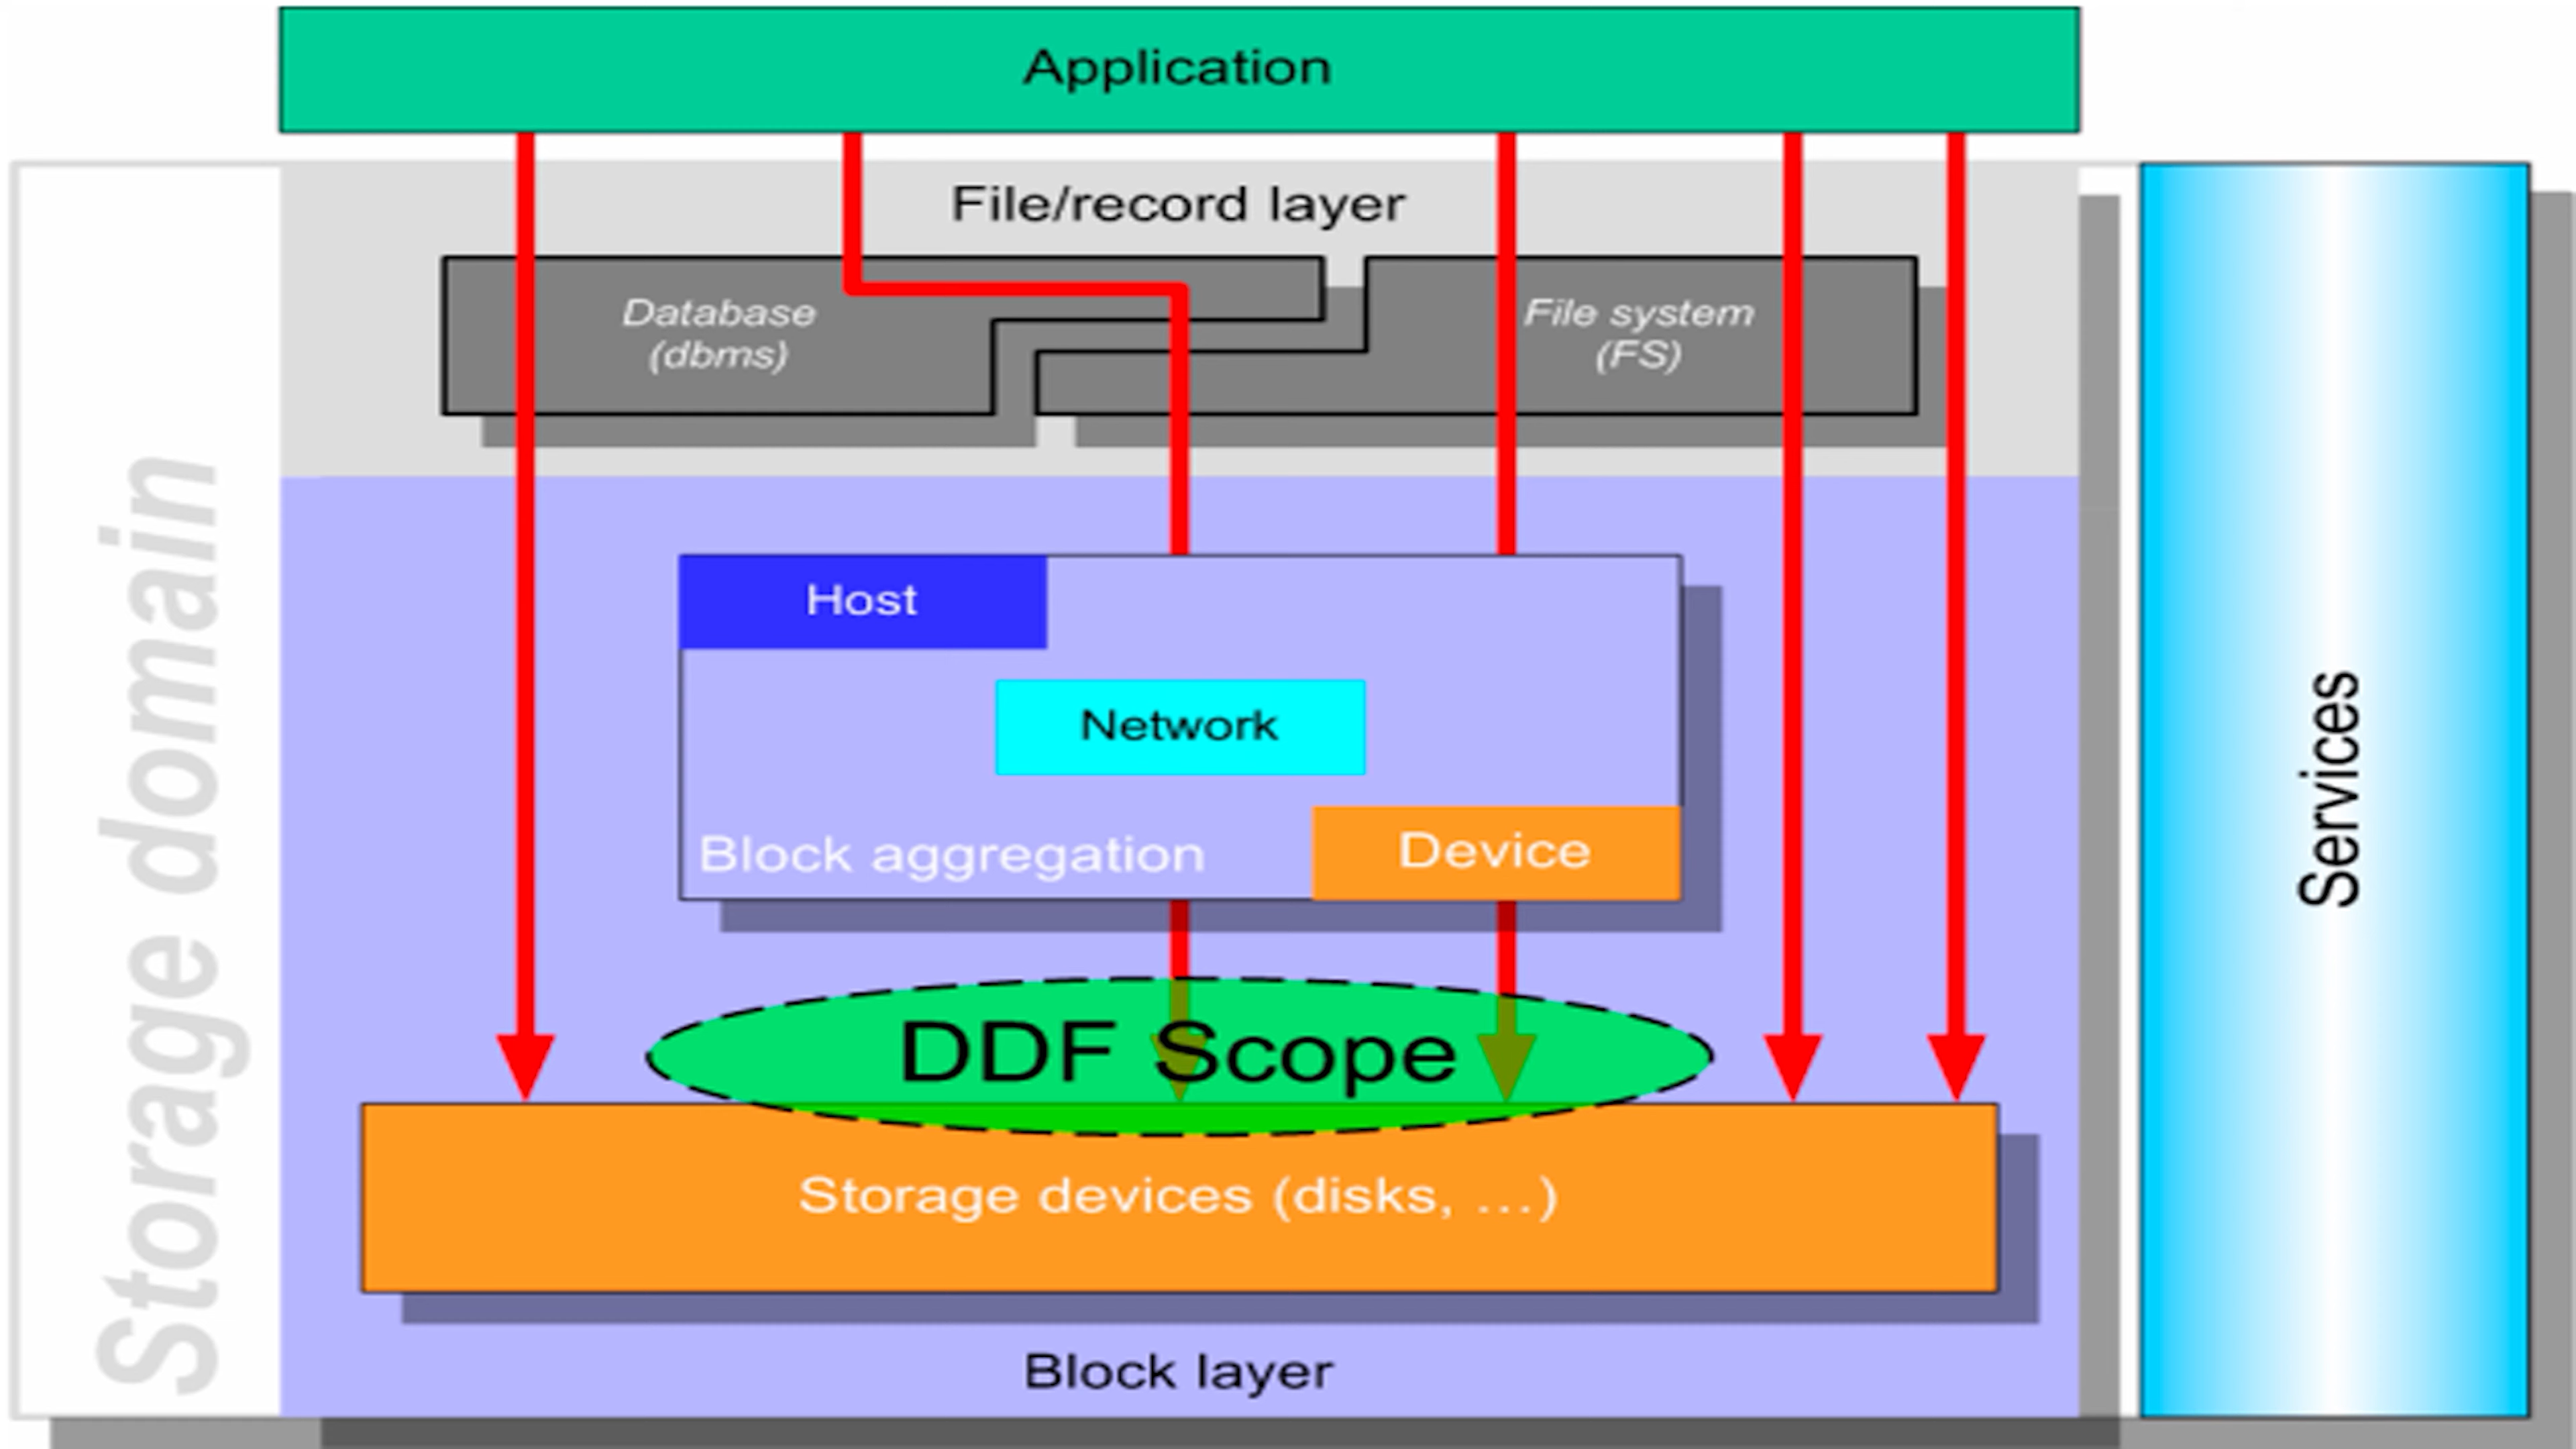 Application
File/record layer
Database
(dbms)
File system
(FS)
Host
Network
Block aggregation
Device
DDF Scope
Storage devices (disks, ...)
Block layer
Storage domain
Services